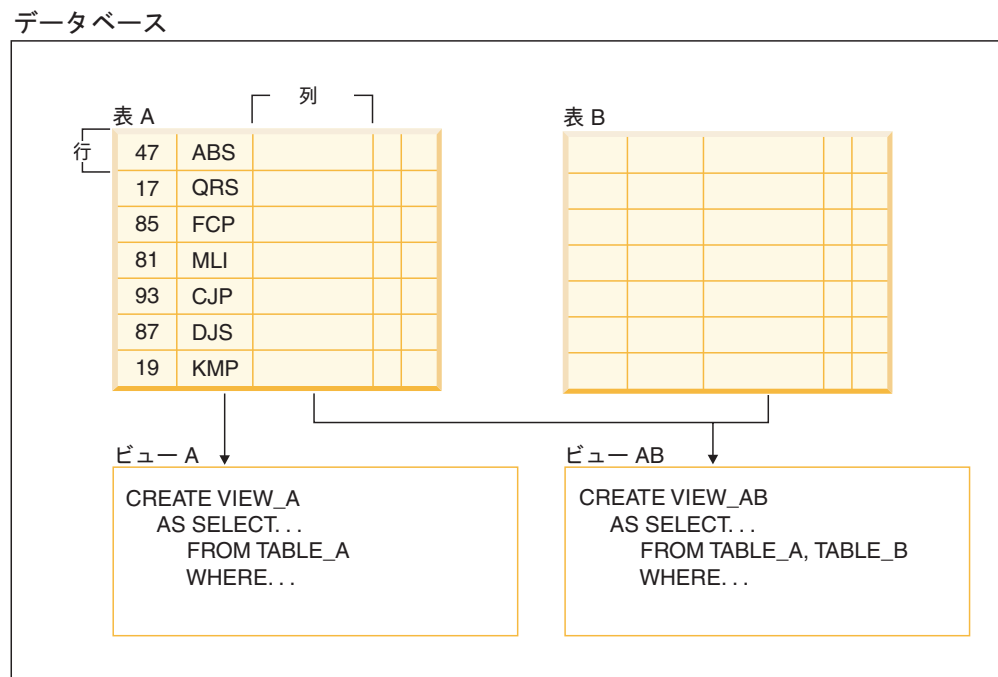 データベース
列
表 A
表 B
行
47 ABS
17 QRS
85 FCP
81 MLI
93 CJP
87 DJS
19 KMP
ビュー A
CREATE VIEW_A
AS SELECT. . .
FROM TABLE_A
WHERE. . .
ビュー AB
CREATE VIEW_AB
AS SELECT. . .
FROM TABLE_A, TABLE_B
WHERE. . .